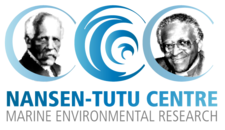 NANSEN-TUTU CENTRE
MARINE ENVIRONMENTAL RESEARCH